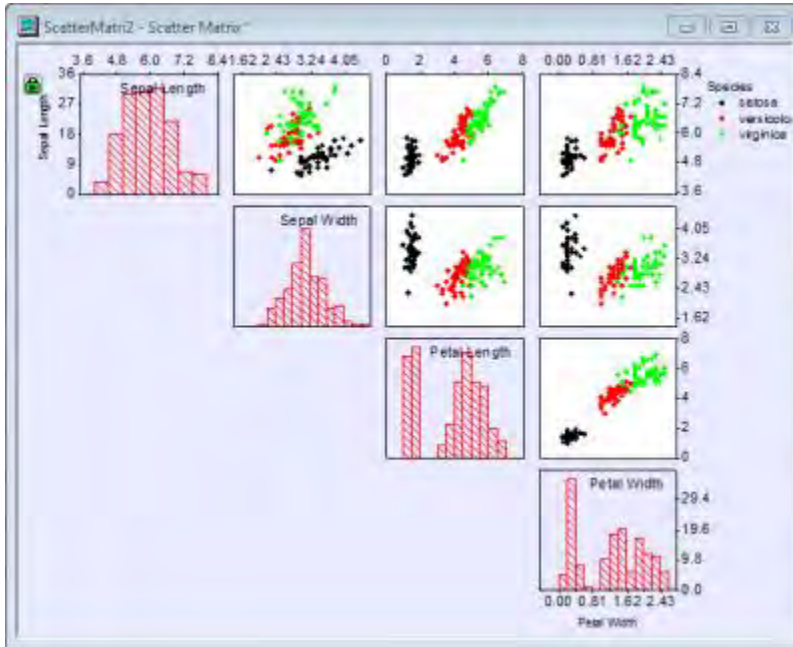 ScatterMatri2 - Scatter Matrix *
3.6 4.8 6.0 7.2 8.4 1.62 2.43 3.24 4.05 0 2 4 6 8 0.00 0.81 1.62 2.43
36 Sepal Length 8.4 Species
27 7.2 setosa
Sepal Length 18 6.0 versicolo
9 4.8 virginica
0 3.6
Sepal Width 4.05
3.24
2.43
1.62
Petal Length 8
6
4
2
0
Petal Width 29.4
19.6
9.8
0.0
0.00 0.81 1.62 2.43
Petal Width